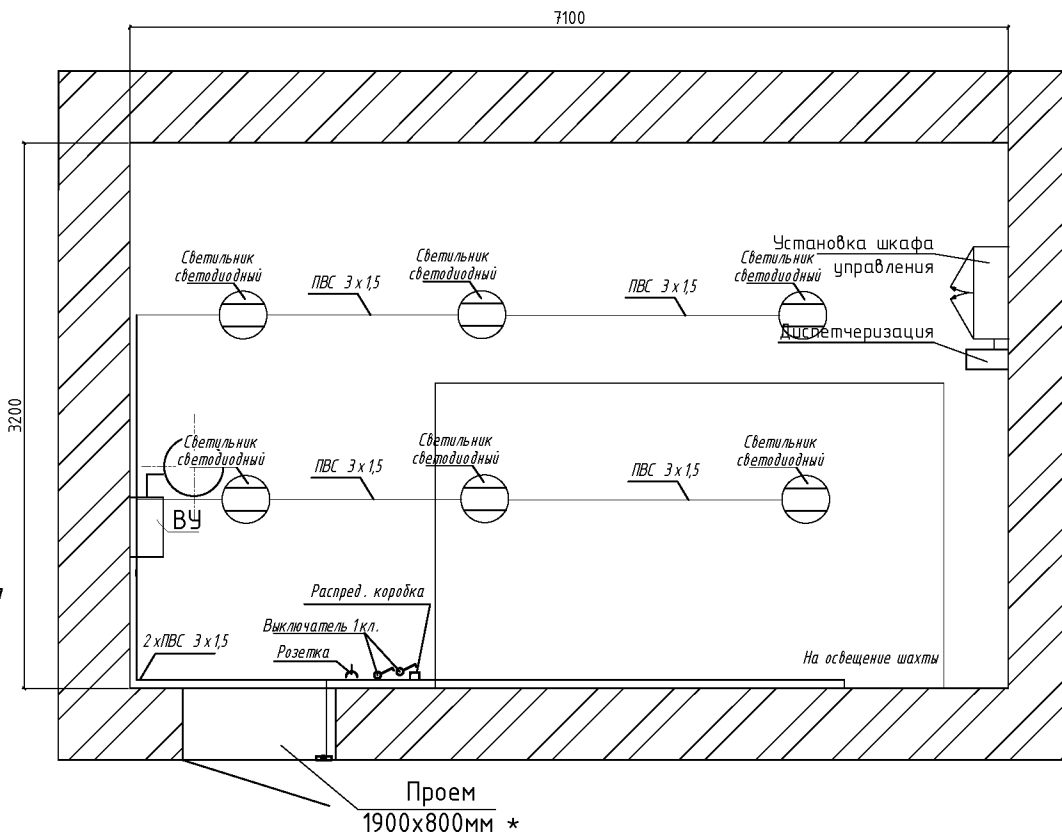 7100
3200
Установка шкафа
управления
Светильник
светодиодный
ПВС 3 х 1,5
Светильник
светодиодный
ПВС 3 х 1,5
Светильник
светодиодный
Диспетчеризация
Светильник
светодиодный
ПВС 3 х 1,5
Светильник
светодиодный
ПВС 3 х 1,5
Светильник
светодиодный
ВУ
Распред. коробка
Выключатель 1кл.
Розетка
2 хПВС 3 х 1,5
На освещение шахты
Проем
1900х800мм *